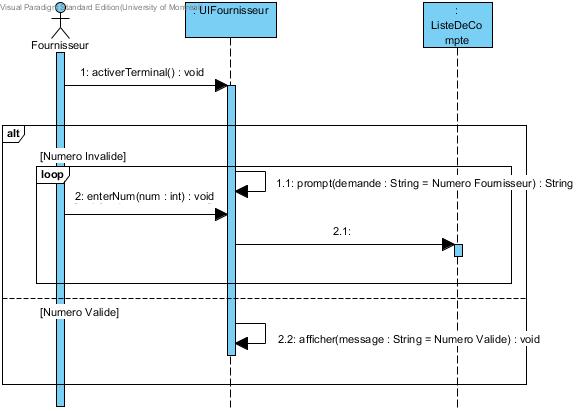 Visual Paradigm Standard Edition(University of Montreal)
: UIFournisseur
:
ListeDeCo
mpte
Fournisseur
1: activerTerminal() : void
alt
[Numero Invalide]
loop
1.1: prompt(demande : String = Numero Fournisseur) : String
2: enterNum(num : int) : void
2.1:
[Numero Valide]
2.2: afficher(message : String = Numero Valide) : void